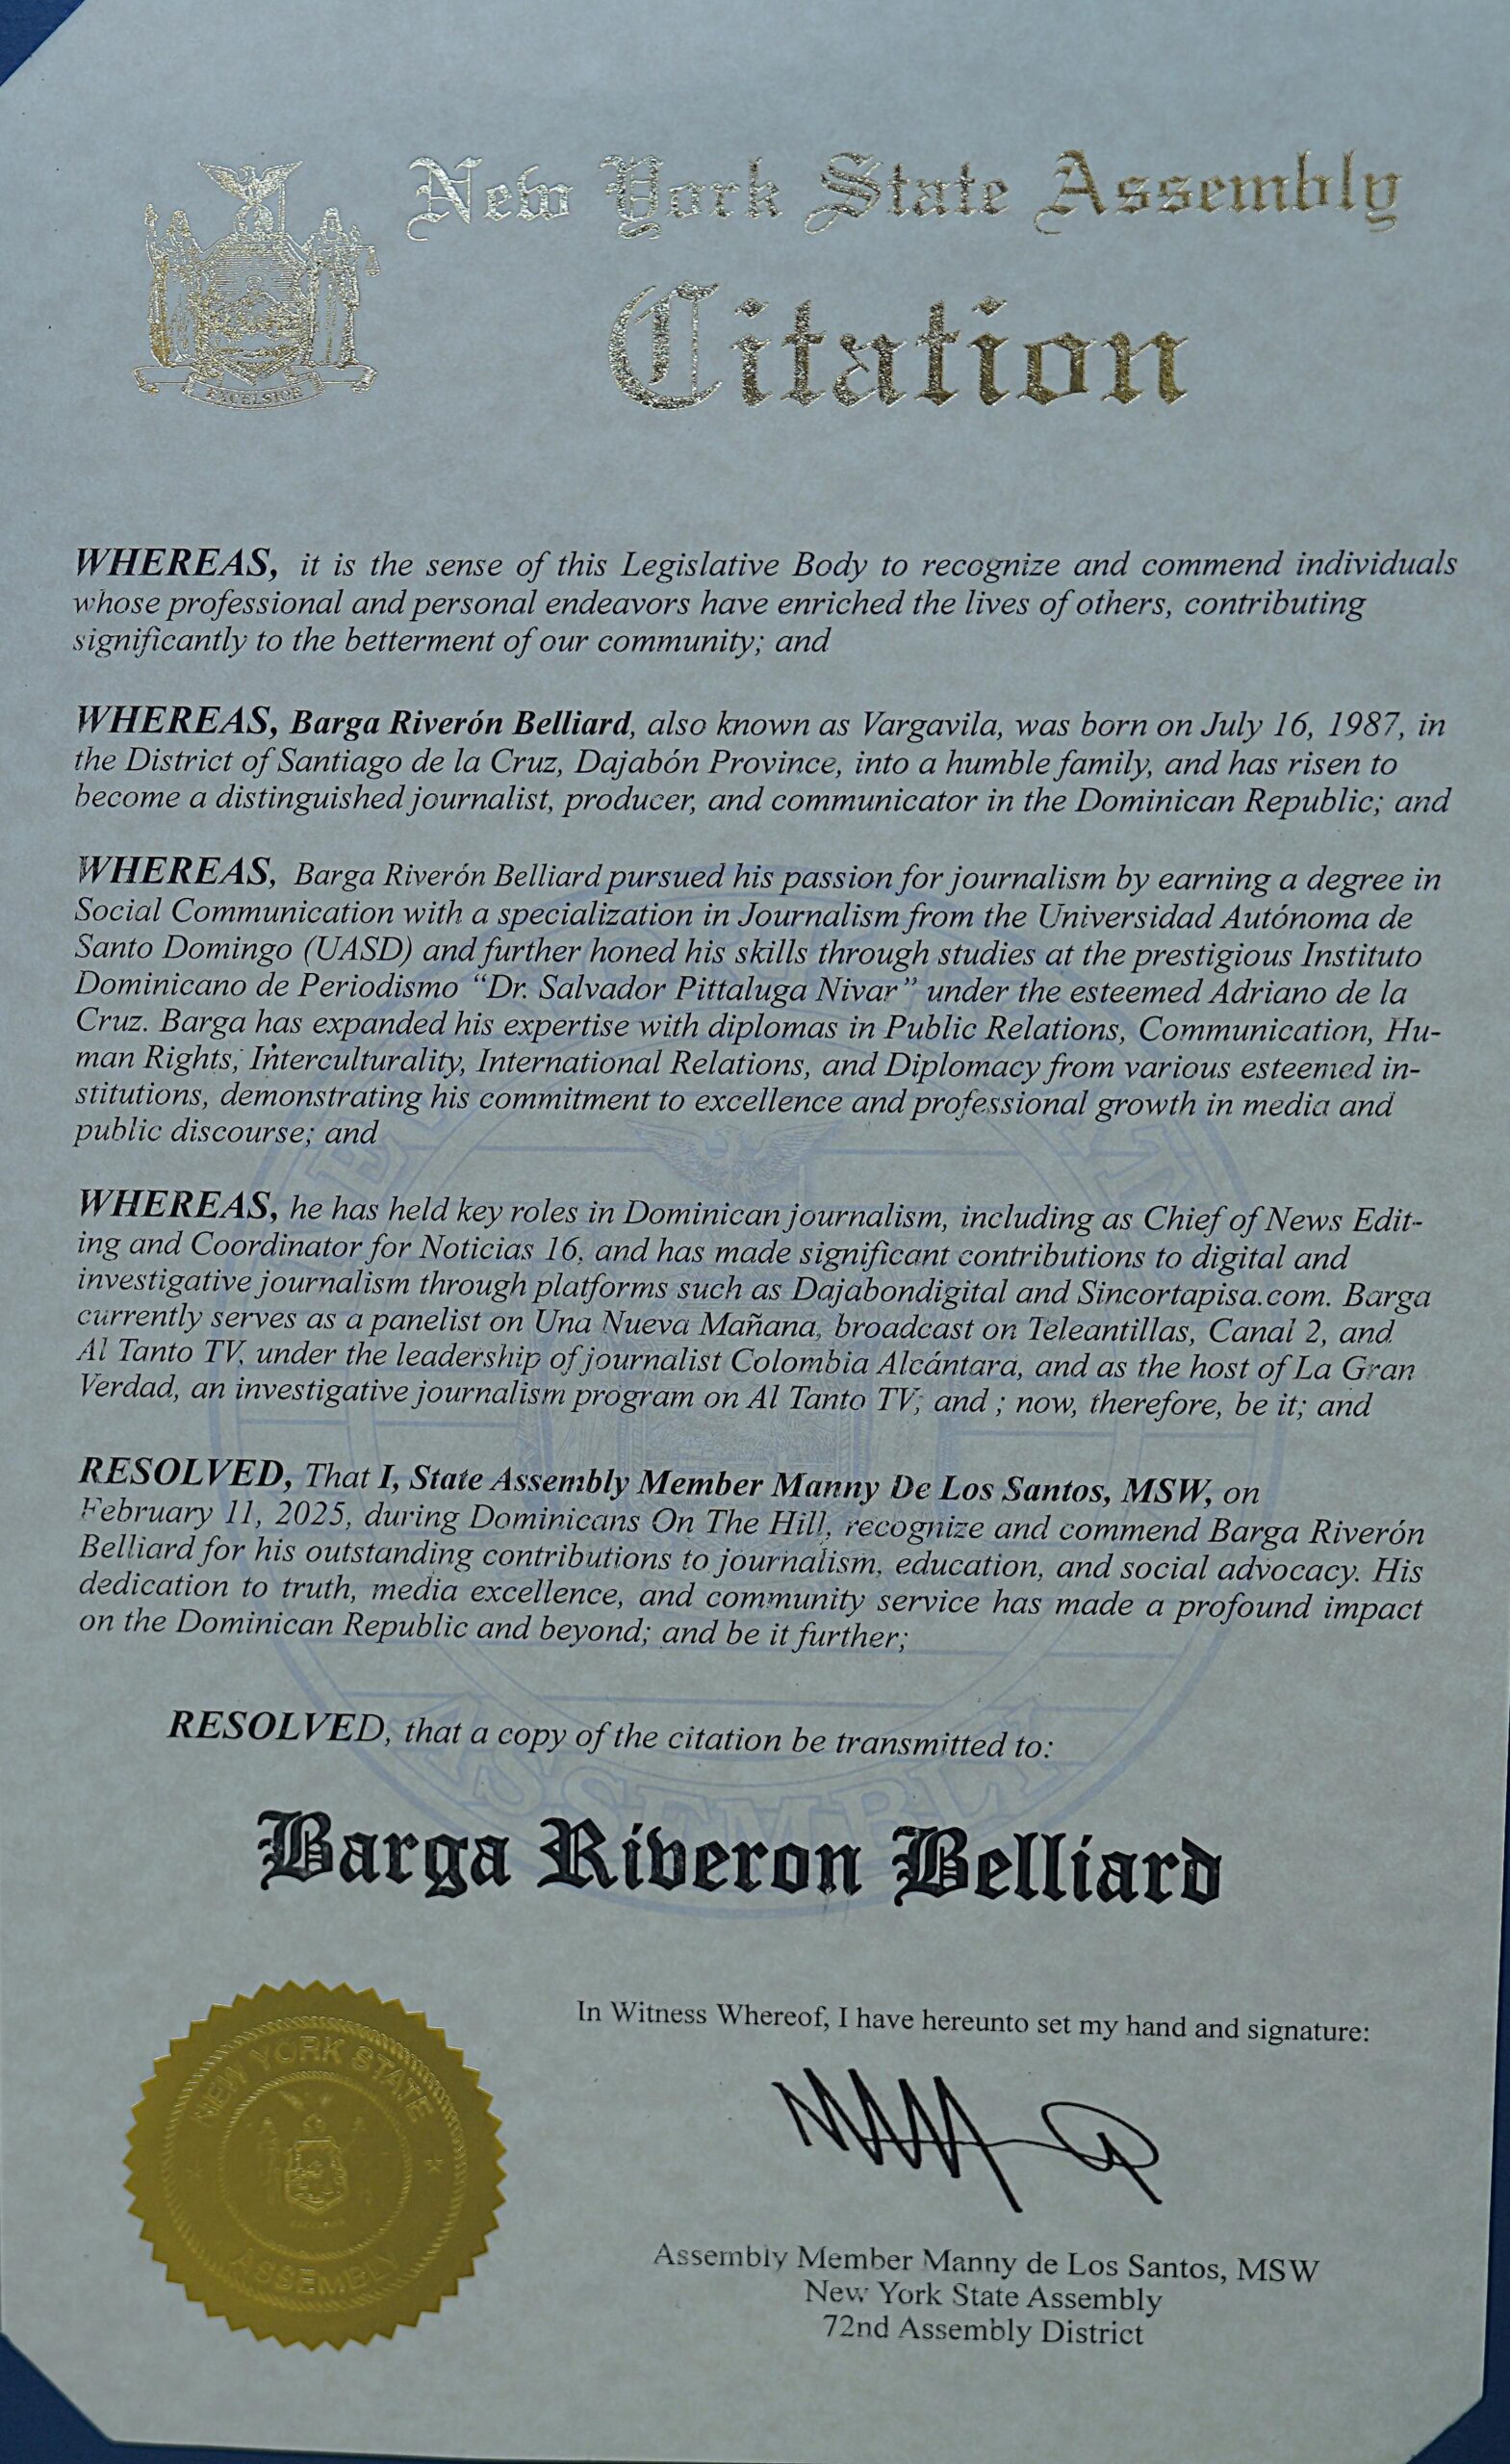 New York State Assembly
Citation
EXCELSIOR
WHEREAS, it is the sense of this Legislative Body to recognize and commend individuals
whose professional and personal endeavors have enriched the lives of others, contributing
significantly to the betterment of our community; and
WHEREAS, Barga Riverón Belliard, also known as Vargavila, was born on July 16, 1987, in
the District of Santiago de la Cruz, Dajabón Province, into a humble family, and has risen to
become a distinguished journalist, producer, and communicator in the Dominican Republic; and
WHEREAS, Barga Riverón Belliard pursued his passion for journalism by earning a degree in
Social Communication with a specialization in Journalism from the Universidad Autónoma de
Santo Domingo (UASD) and further honed his skills through studies at the prestigious Instituto
Dominicano de Periodismo “Dr. Salvador Pittaluga Nivar” under the esteemed Adriano de la
Cruz. Barga has expanded his expertise with diplomas in Public Relations, Communication, Hu-
man Rights, Interculturality, International Relations, and Diplomacy from various esteemed in-
stitutions, demonstrating his commitment to excellence and professional growth in media and
public discourse; and
WHEREAS, he has held key roles in Dominican journalism, including as Chief of News Edit-
ing and Coordinator for Noticias 16, and has made significant contributions to digital and
investigative journalism through platforms such as Dajabondigital and Sincortapisa.com. Barga
currently serves as a panelist on Una Nueva Mañana, broadcast on Teleantillas, Canal 2, and
Al Tanto TV, under the leadership of journalist Colombia Alcántara, and as the host of La Gran
Verdad, an investigative journalism program on Al Tanto TV; and ; now, therefore, be it; and
RESOLVED, That I, State Assembly Member Manny De Los Santos, MSW, on
February 11, 2025, during Dominicans On The Hill, recognize and commend Barga Riverón
Belliard for his outstanding contributions to journalism, education, and social advocacy. His
dedication to truth, media excellence, and community service has made a profound impact
on the Dominican Republic and beyond; and be it further;
RESOLVED, that a copy of the citation be transmitted to:
ASSEMBLY
Barga Riveron Belliard
In Witness Whereof, I have hereunto set my hand and signature:
NEW YORK STATE
ASSEMBLY
Assembly Member Manny de Los Santos, MSW
New York State Assembly
72nd Assembly District